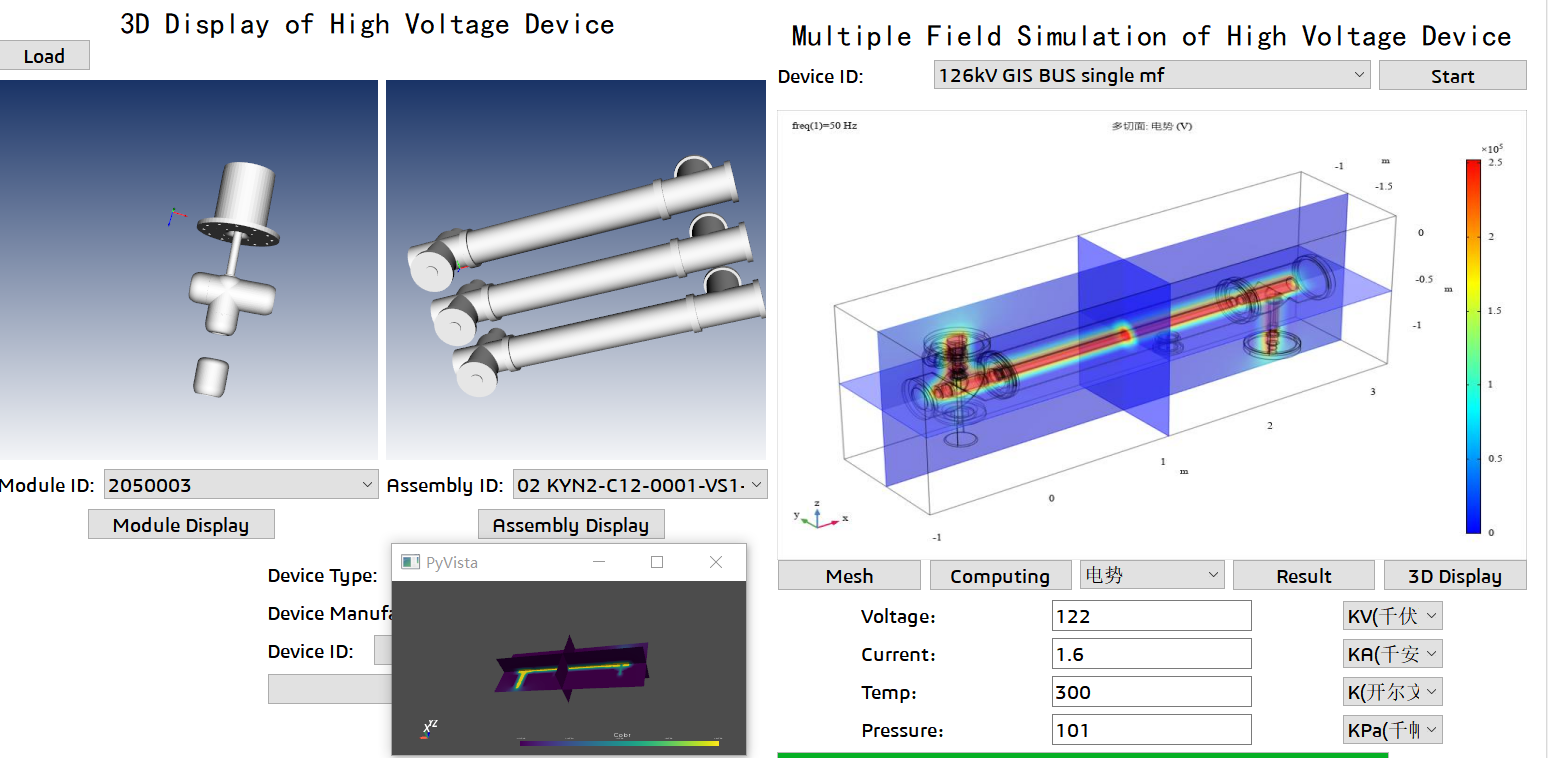 3D Display of High Voltage Device
Load
Module ID:
2050003
Assembly ID:
02 KYN2-C12-0001-VS1-
Module Display
Assembly Display
Device Type:
Device Manufa
Device ID:
PyVista
Color
XYZ
Multiple Field Simulation of High Voltage Device
Device ID:
126kV GIS BUS single mf
Start
freq(1)=50 Hz
多切面: 电势 (V)
×10⁵
2.5
2
1.5
1
0.5
0
-1
m
-1.5
0
-0.5
m
-1
3
2
1
m
0
-1
z
y
x
Mesh
Computing
电势
Result
3D Display
Voltage:
122
KV(千伏
Current:
1.6
KA(千安
Temp:
300
K(开尔文
Pressure:
101
KPa(千帕